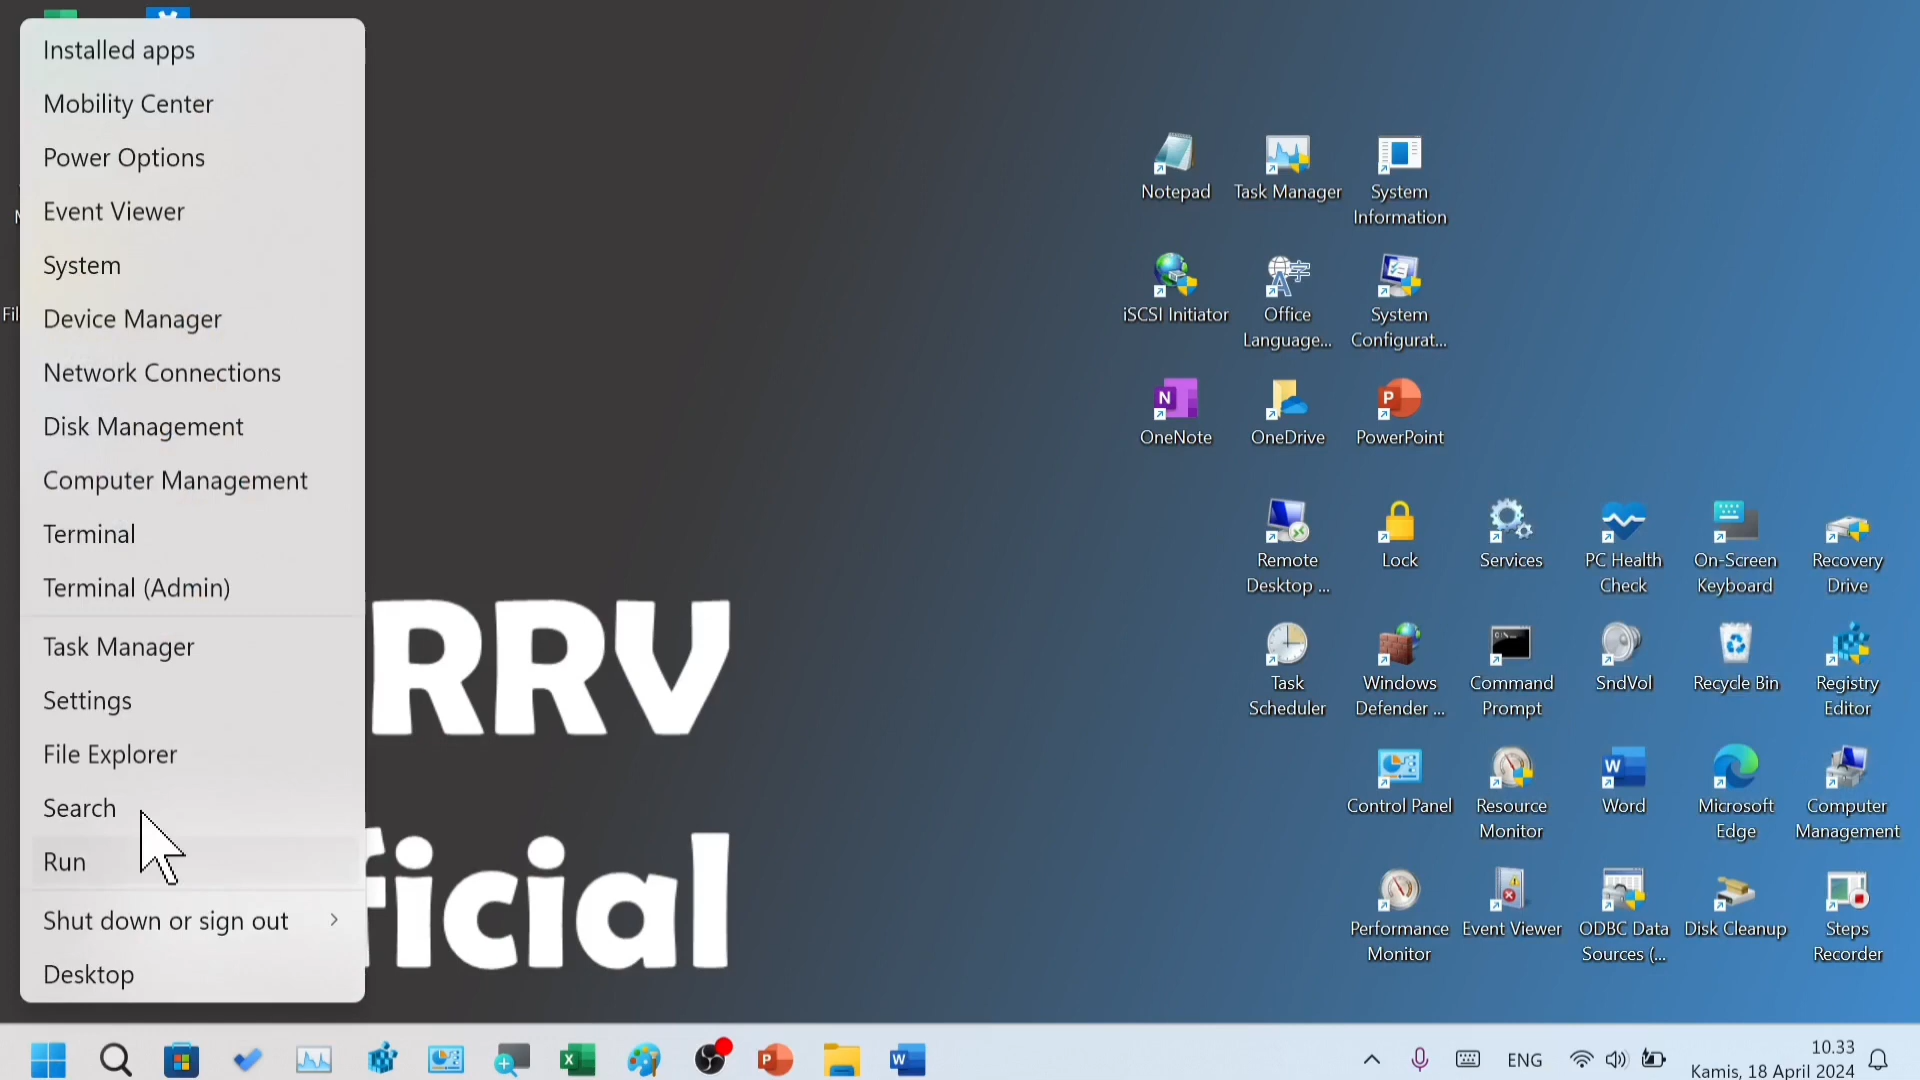 Installed apps
Mobility Center
Power Options
Event Viewer
System
Device Manager
Network Connections
Disk Management
Computer Management
Terminal
Terminal (Admin)
Task Manager
Settings
File Explorer
Search
Run
Shut down or sign out
Desktop
Fil
RRV
ficial
Notepad
Task Manager
System
Information
iSCSI Initiator
Office
Language...
System
Configurat...
OneNote
OneDrive
PowerPoint
Remote
Desktop ...
Lock
Services
PC Health
Check
On-Screen
Keyboard
Recovery
Drive
Task
Scheduler
Windows
Defender ...
Command
Prompt
SndVol
Recycle Bin
Registry
Editor
Control Panel
Resource
Monitor
Word
Microsoft
Edge
Computer
Management
Performance
Monitor
Event Viewer
ODBC Data
Sources (...
Disk Cleanup
Steps
Recorder
ENG
10.33
Kamis, 18 April 2024